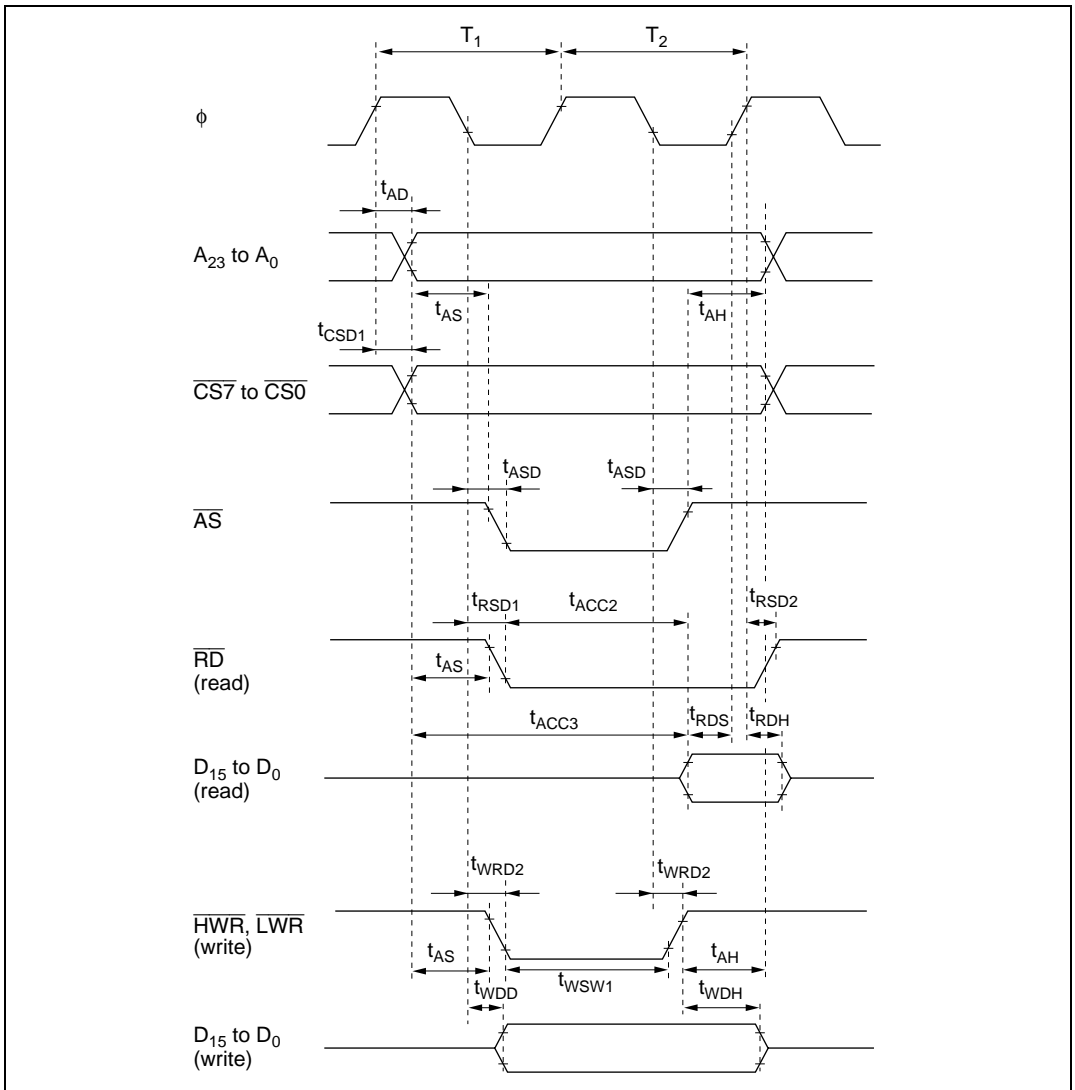 T1 T2
φ
tAD
A23 to A0
tAS tAH
tCSD1
CS7 to CS0
tASD tASD
AS
tRSD1 tACC2 tRSD2
RD
(read)
tAS
tACC3 tRDS tRDH
D15 to D0
(read)
tWRD2 tWRD2
HWR, LWR
(write)
tAS tWSW1 tAH
tWDD tWDH
D15 to D0
(write)